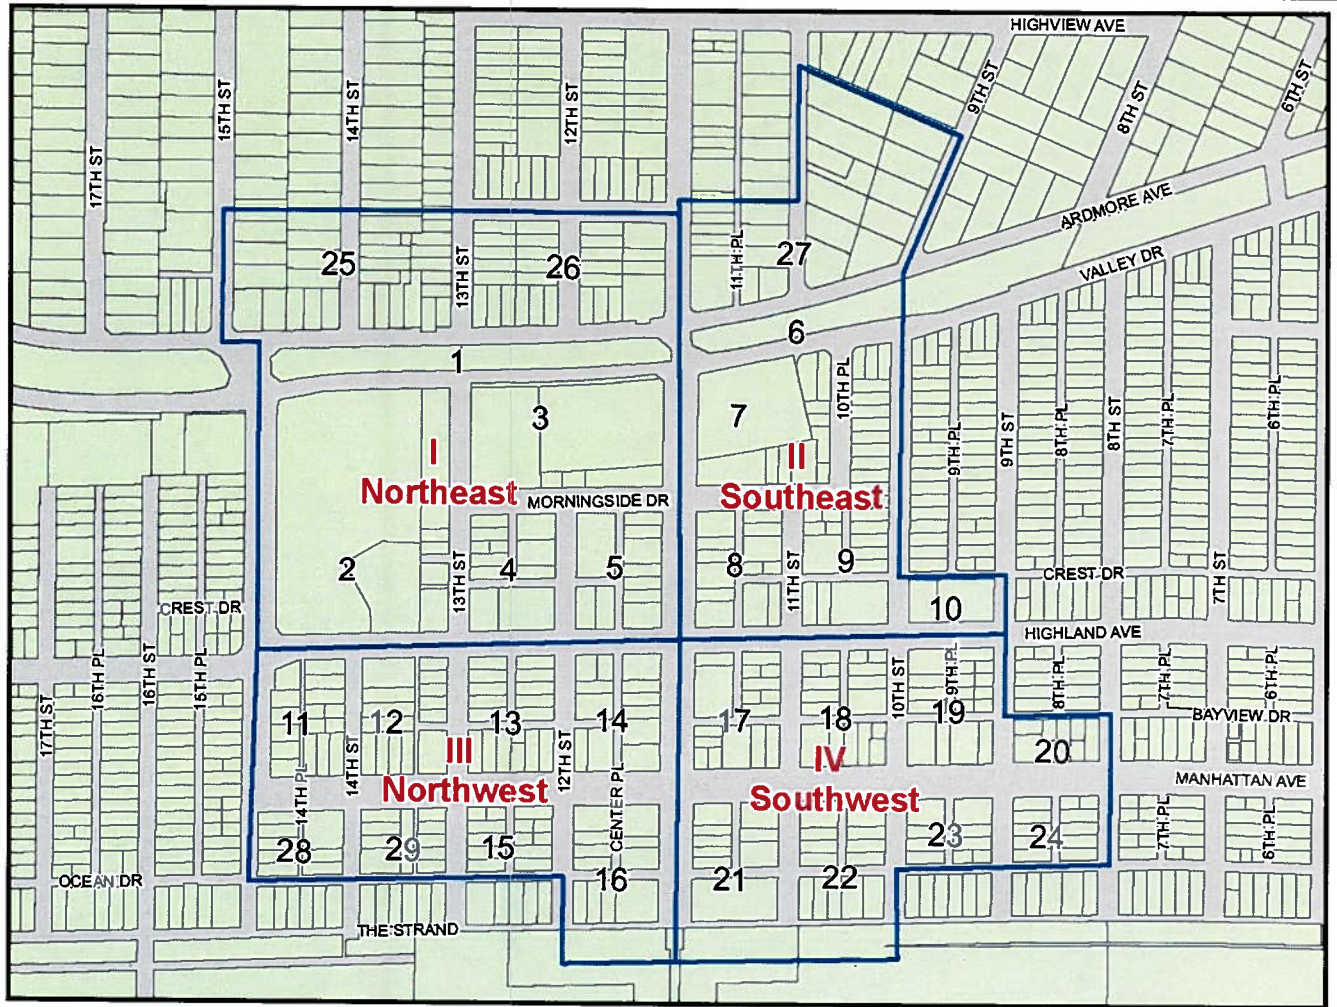 HIGHVIEW AVE
9TH ST
6TH ST
15TH ST
14TH ST
12TH ST
8TH ST
17TH ST
ARDMORE AVE
11TH PL
27
25
26
13TH ST
VALLEY DR
6
1
10TH PL
3
7
6TH PL
9TH PL
9TH ST
8TH PL
8TH ST
7TH PL
I
Northeast
II
Southeast
MORNINGSIDE DR
2
13TH ST
4
5
8
11TH ST
9
CREST DR
7TH ST
CREST DR
10
HIGHLAND AVE
17TH ST
16TH PL
16TH ST
15TH PL
10TH ST
9TH PL
8TH PL
7TH PL
6TH PL
11
12
13
14
17
18
19
BAYVIEW DR
14TH ST
12TH ST
III
Northwest
IV
Southwest
20
MANHATTAN AVE
14TH PL
CENTER PL
28
29
15
23
24
7TH PL
6TH PL
OCEAN DR
16
21
22
THE STRAND